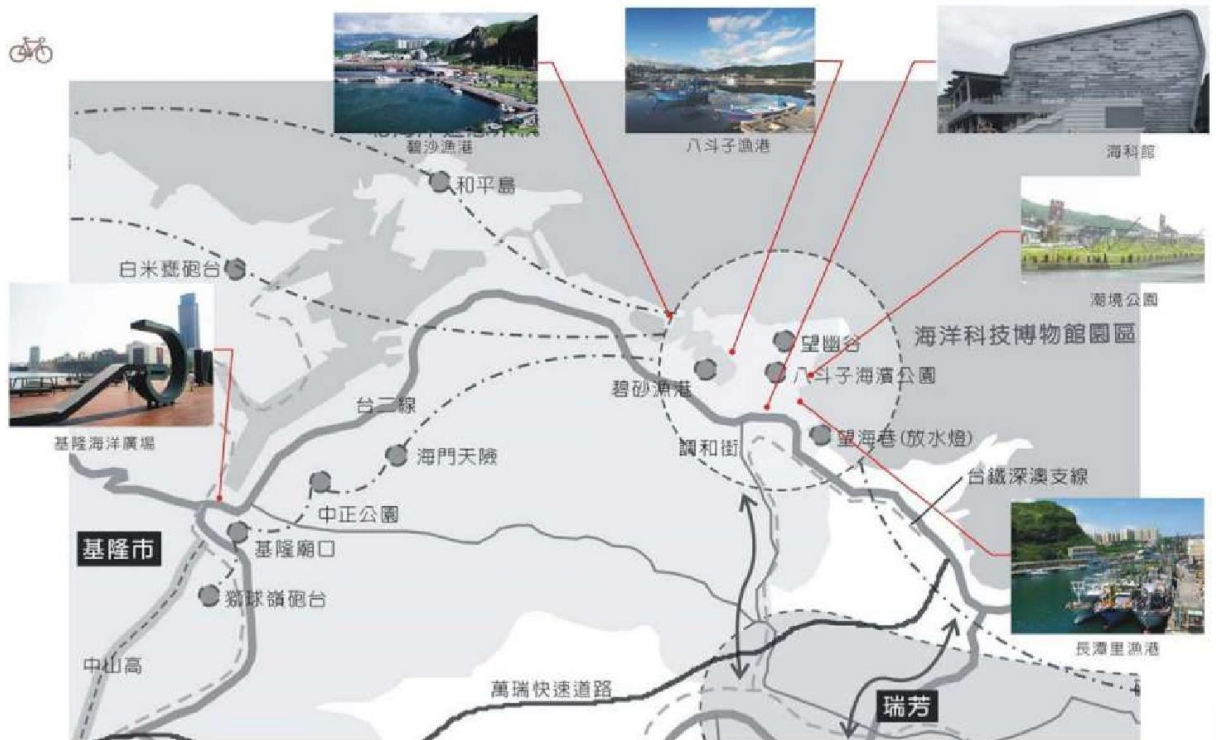 碧沙漁港
八斗子漁港
海科館
和平島
白米甕砲台
潮境公園
望幽谷
海洋科技博物館園區
碧砂漁港
八斗子海濱公園
台二線
基隆海洋廣場
海門天險
調和街
望海巷(放水燈)
台鐵深澳支線
中正公園
基隆市
基隆廟口
獅球嶺砲台
長潭里漁港
中山高
萬瑞快速道路
瑞芳